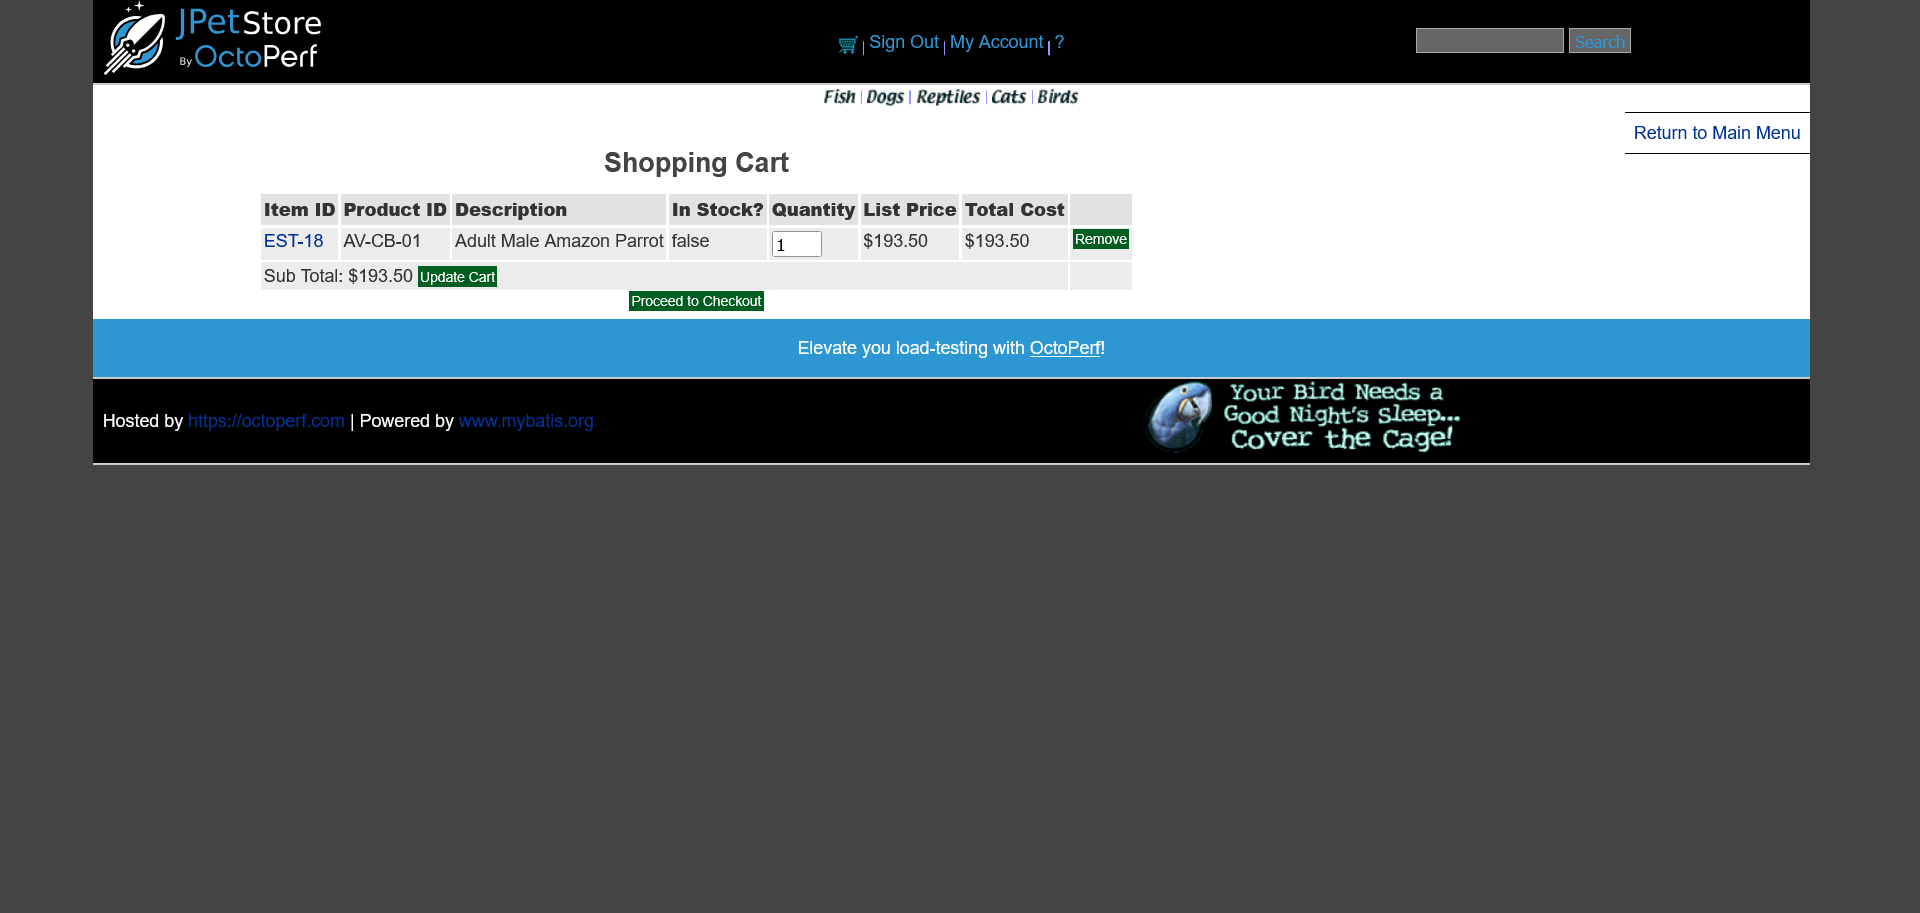 JPetStore
By OctoPerf
Sign Out My Account ?
Search
Fish Dogs Reptiles Cats Birds
Return to Main Menu
Shopping Cart
Item ID Product ID Description In Stock? Quantity List Price Total Cost
EST-18 AV-CB-01 Adult Male Amazon Parrot false 1 $193.50 $193.50 Remove
Sub Total: $193.50 Update Cart
Proceed to Checkout
Elevate you load-testing with OctoPerf!
Hosted by https://octoperf.com | Powered by www.mybatis.org
Your Bird Needs a
Good Night's Sleep...
Cover the Cage!